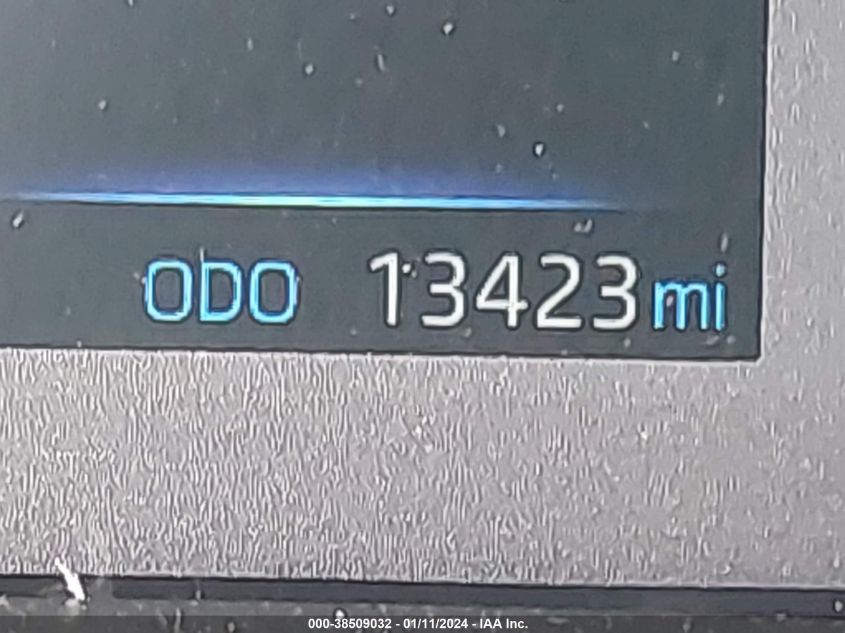 ODO 13423 mi
000-38509032 - 01/11/2024 - IAA Inc.